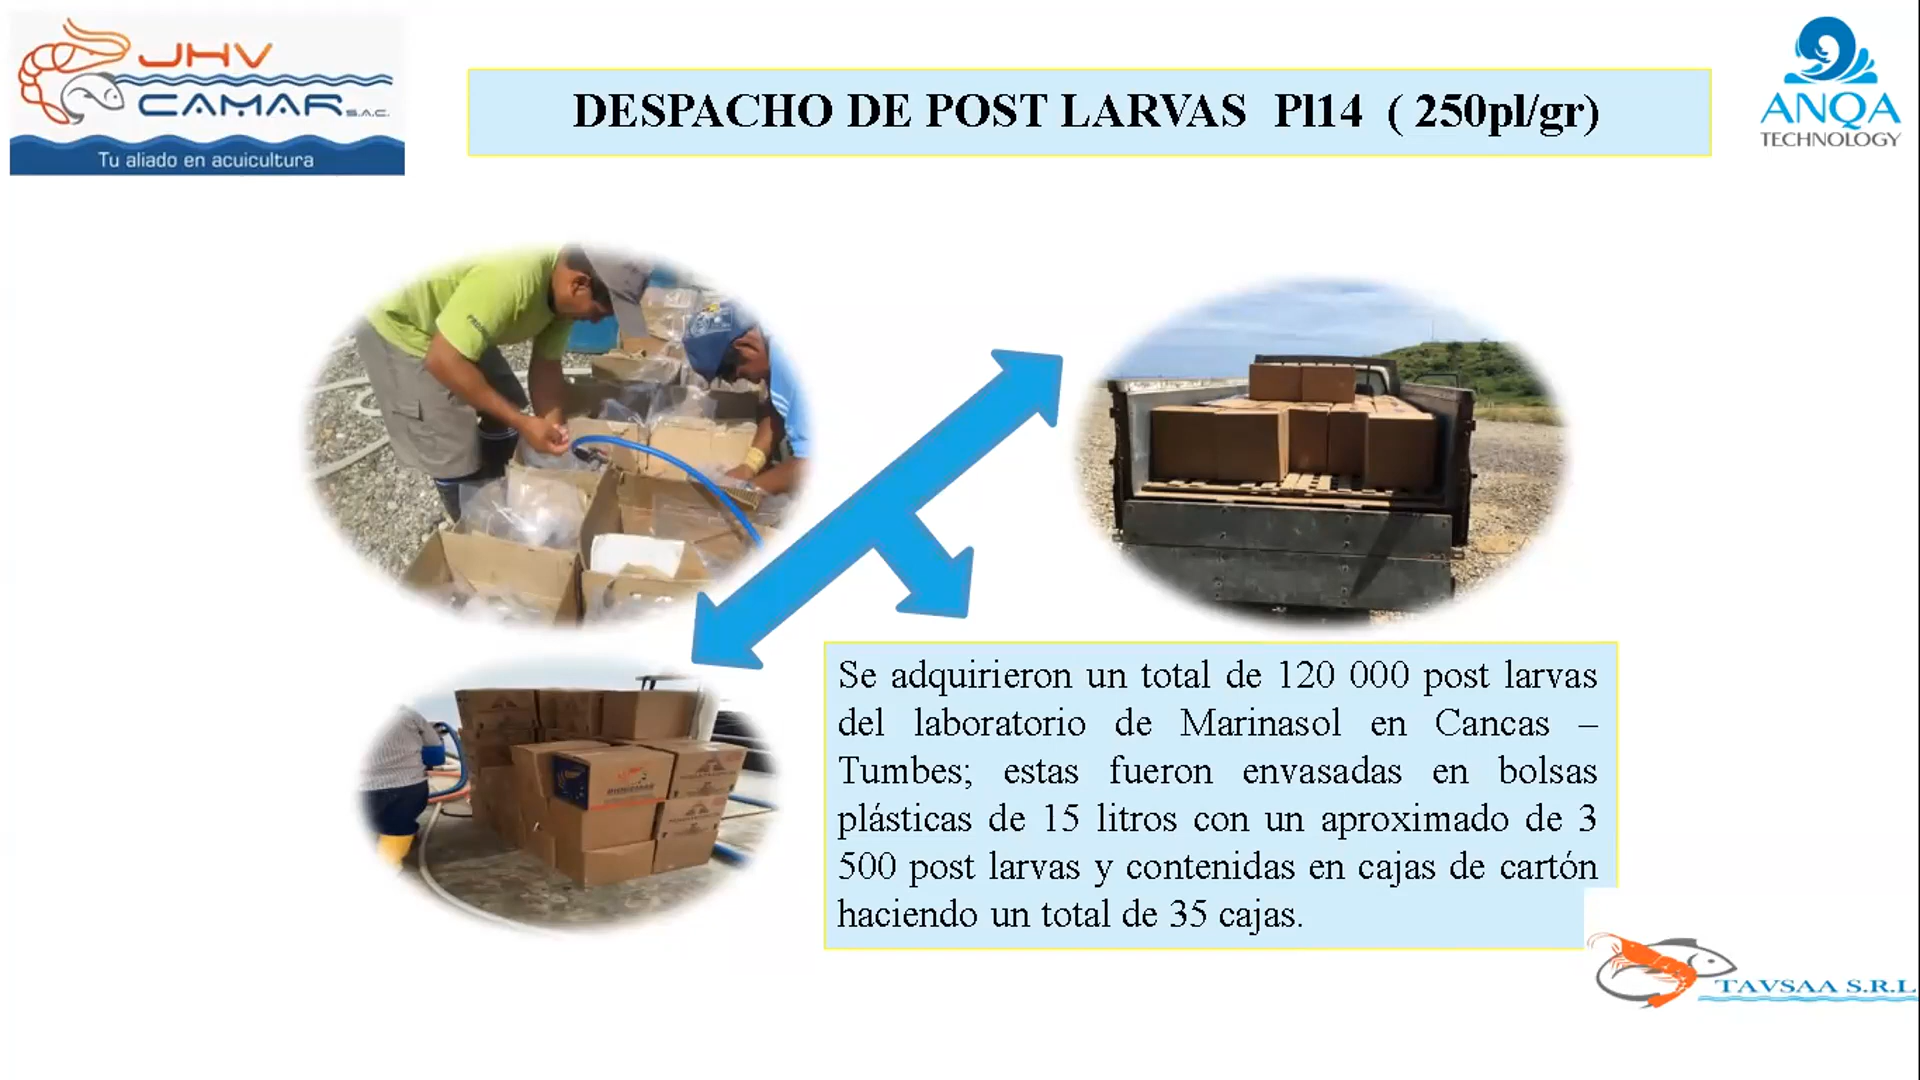 JHV
CAMAR S.A.C.
Tu aliado en acuicultura
DESPACHO DE POST LARVAS Pl14 ( 250pl/gr)
ANQA
TECHNOLOGY
Se adquirieron un total de 120 000 post larvas
del laboratorio de Marinasol en Cancas –
Tumbes; estas fueron envasadas en bolsas
plásticas de 15 litros con un aproximado de 3
500 post larvas y contenidas en cajas de cartón
haciendo un total de 35 cajas.
TAVSAA S.R.L